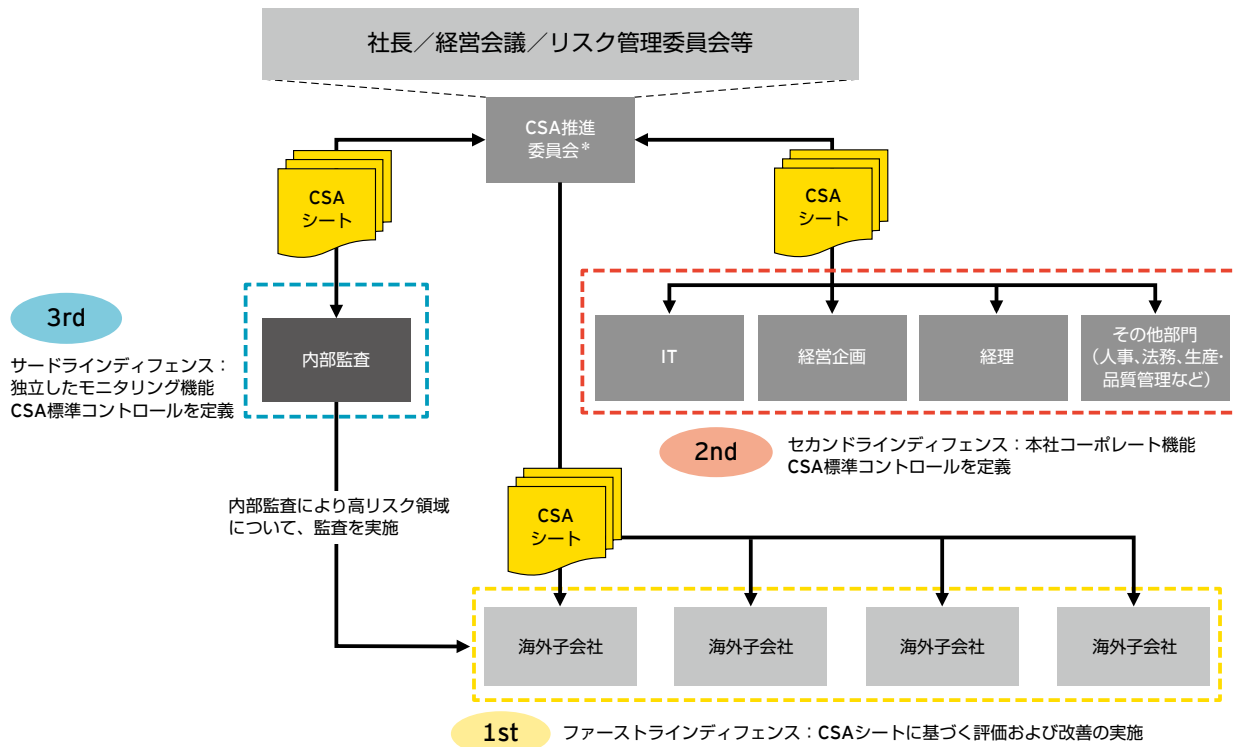 社長／経営会議／リスク管理委員会等
CSA推進
委員会*
CSA
シート
CSA
シート
3rd
サードラインディフェンス：
独立したモニタリング機能
CSA標準コントロールを定義
内部監査
IT
経営企画
経理
その他部門
（人事、法務、生産・
品質管理など）
2nd
セカンドラインディフェンス：本社コーポレート機能
CSA標準コントロールを定義
内部監査により高リスク領域
について、監査を実施
CSA
シート
海外子会社
海外子会社
海外子会社
海外子会社
1st
ファーストラインディフェンス：CSAシートに基づく評価および改善の実施